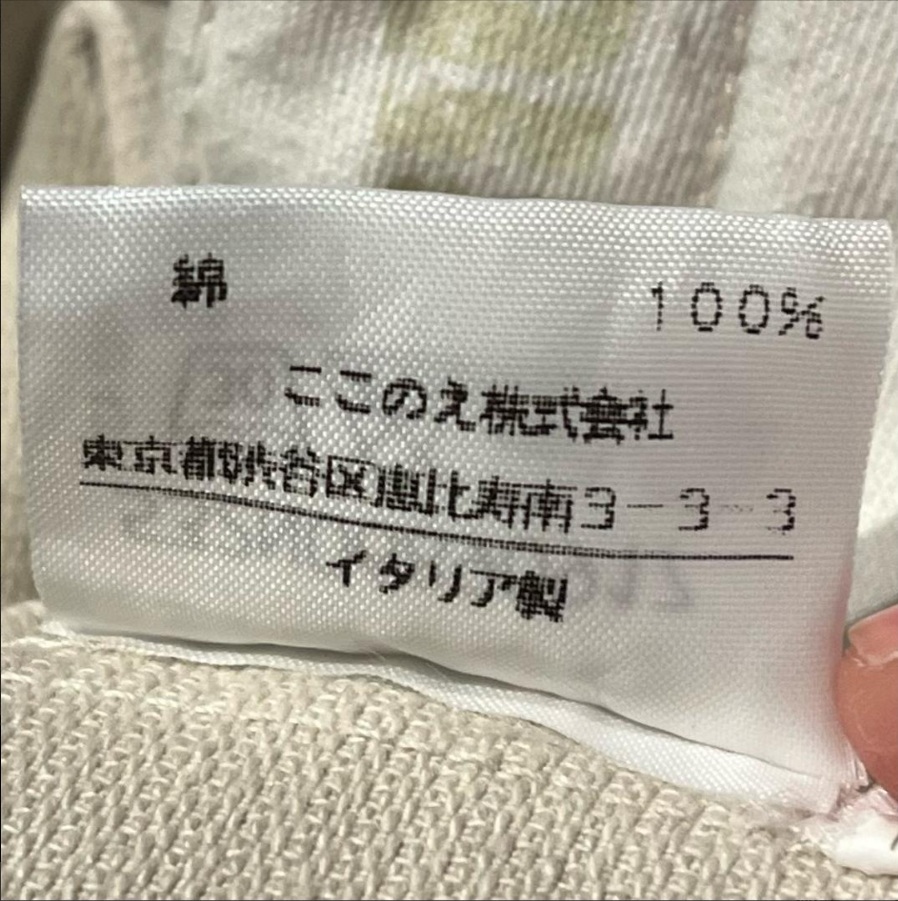 綿 100%
ここのえ株式会社
東京都渋谷区恵比寿南3-3-3
イタリア製